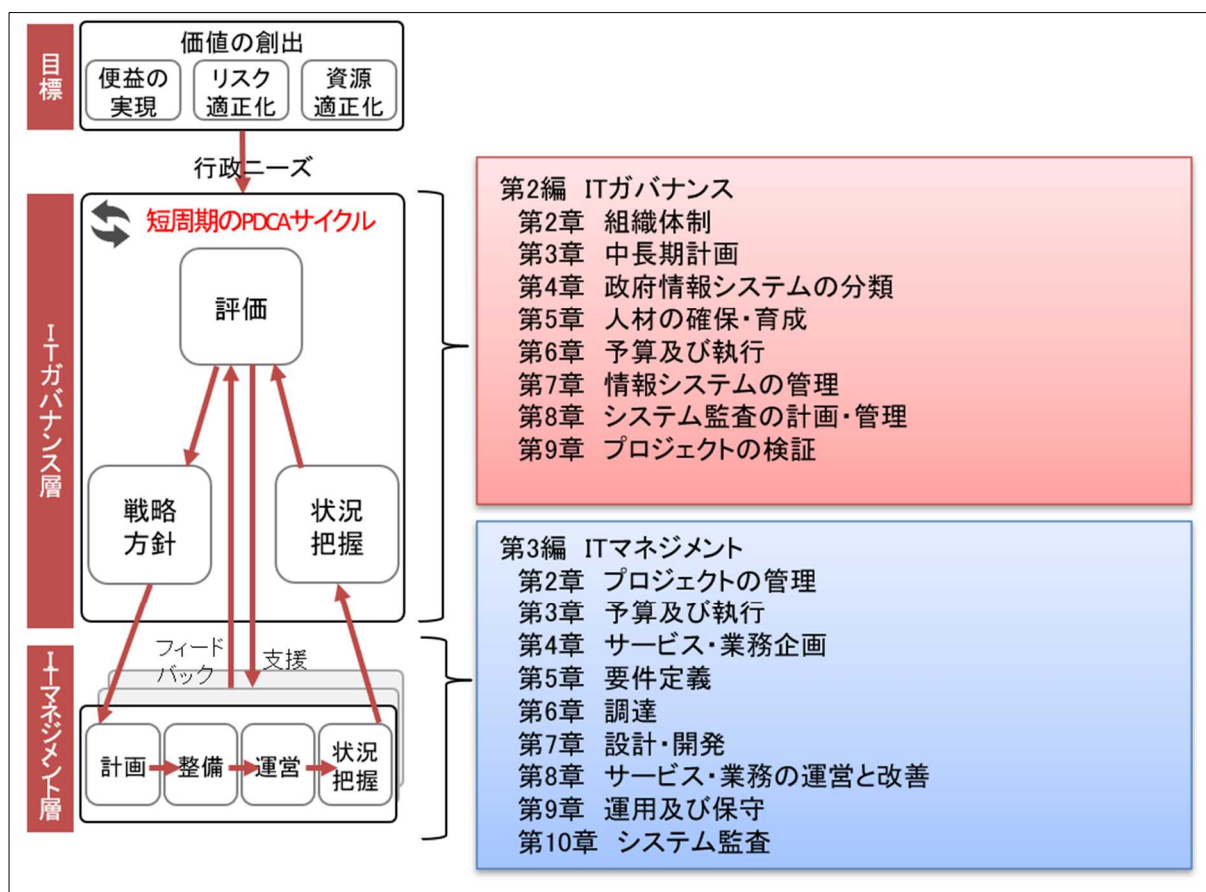 目標
価値の創出
便益の
実現
リスク
適正化
資源
適正化
行政ニーズ
ITガバナンス層
短周期のPDCAサイクル
評価
戦略
方針
状況
把握
フィード
バック
支援
ITマネジメント層
計画
整備
運営
状況
把握
第2編 ITガバナンス
第2章 組織体制
第3章 中長期計画
第4章 政府情報システムの分類
第5章 人材の確保・育成
第6章 予算及び執行
第7章 情報システムの管理
第8章 システム監査の計画・管理
第9章 プロジェクトの検証
第3編 ITマネジメント
第2章 プロジェクトの管理
第3章 予算及び執行
第4章 サービス・業務企画
第5章 要件定義
第6章 調達
第7章 設計・開発
第8章 サービス・業務の運営と改善
第9章 運用及び保守
第10章 システム監査